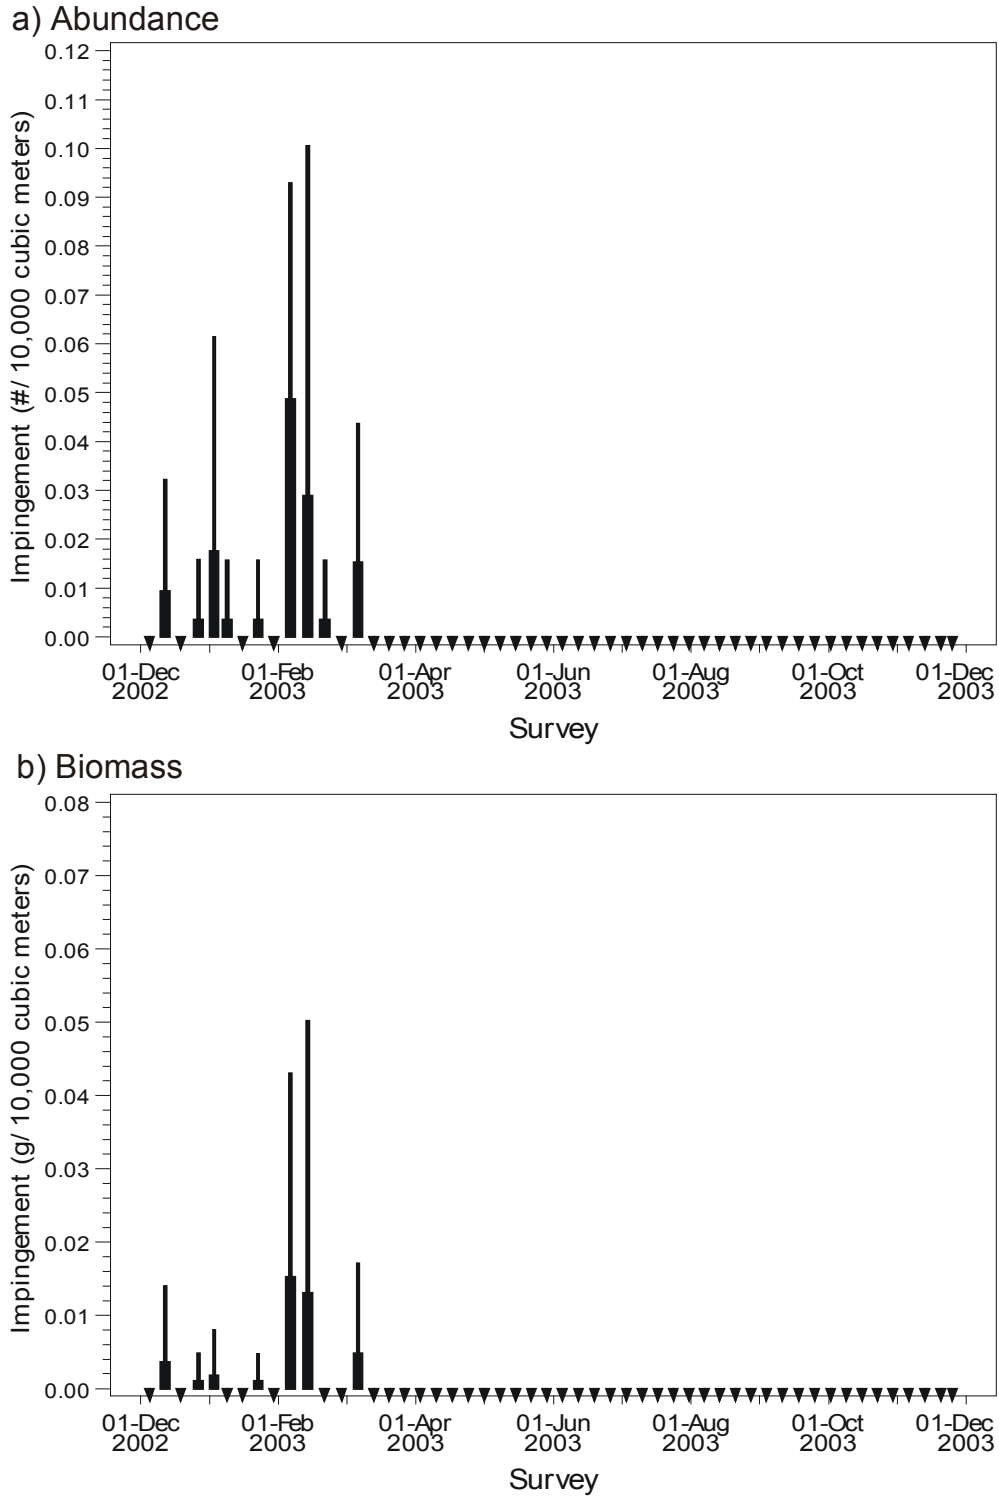 a) Abundance
0.12
0.11
0.10
0.09
0.08
0.07
0.06
0.05
0.04
0.03
0.02
0.01
0.00
Impingement (#/ 10,000 cubic meters)
01-Dec 01-Feb 01-Apr 01-Jun 01-Aug 01-Oct 01-Dec
2002 2003 2003 2003 2003 2003 2003
Survey
b) Biomass
0.08
0.07
0.06
0.05
0.04
0.03
0.02
0.01
0.00
Impingement (g/ 10,000 cubic meters)
01-Dec 01-Feb 01-Apr 01-Jun 01-Aug 01-Oct 01-Dec
2002 2003 2003 2003 2003 2003 2003
Survey